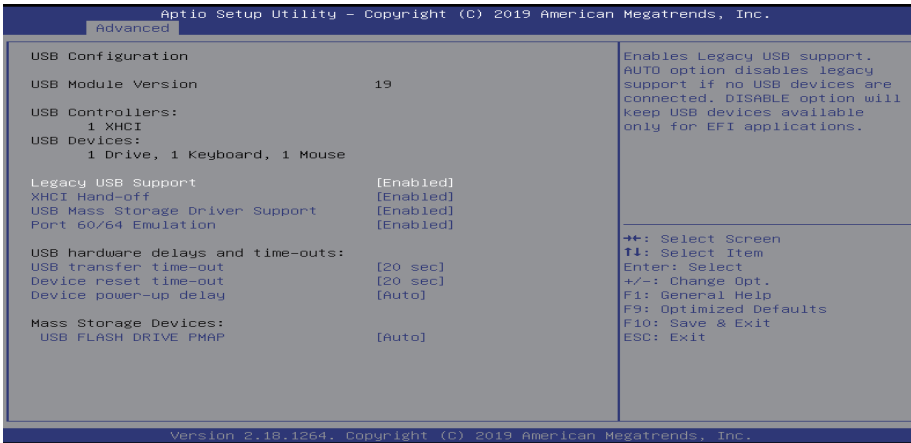 Aptio Setup Utility – Copyright (C) 2019 American Megatrends, Inc.
Advanced
USB Configuration
USB Module Version 19
USB Controllers:
1 XHCI
USB Devices:
1 Drive, 1 Keyboard, 1 Mouse
Legacy USB Support [Enabled]
XHCI Hand-off [Enabled]
USB Mass Storage Driver Support [Enabled]
Port 60/64 Emulation [Enabled]
USB hardware delays and time-outs:
USB transfer time-out [20 sec]
Device reset time-out [20 sec]
Device power-up delay [Auto]
Mass Storage Devices:
USB FLASH DRIVE PMAP [Auto]
Enables Legacy USB support.
AUTO option disables legacy
support if no USB devices are
connected. DISABLE option will
keep USB devices available
only for EFI applications.
→←: Select Screen
↑↓: Select Item
Enter: Select
+/-: Change Opt.
F1: General Help
F9: Optimized Defaults
F10: Save & Exit
ESC: Exit
Version 2.18.1264. Copyright (C) 2019 American Megatrends, Inc.